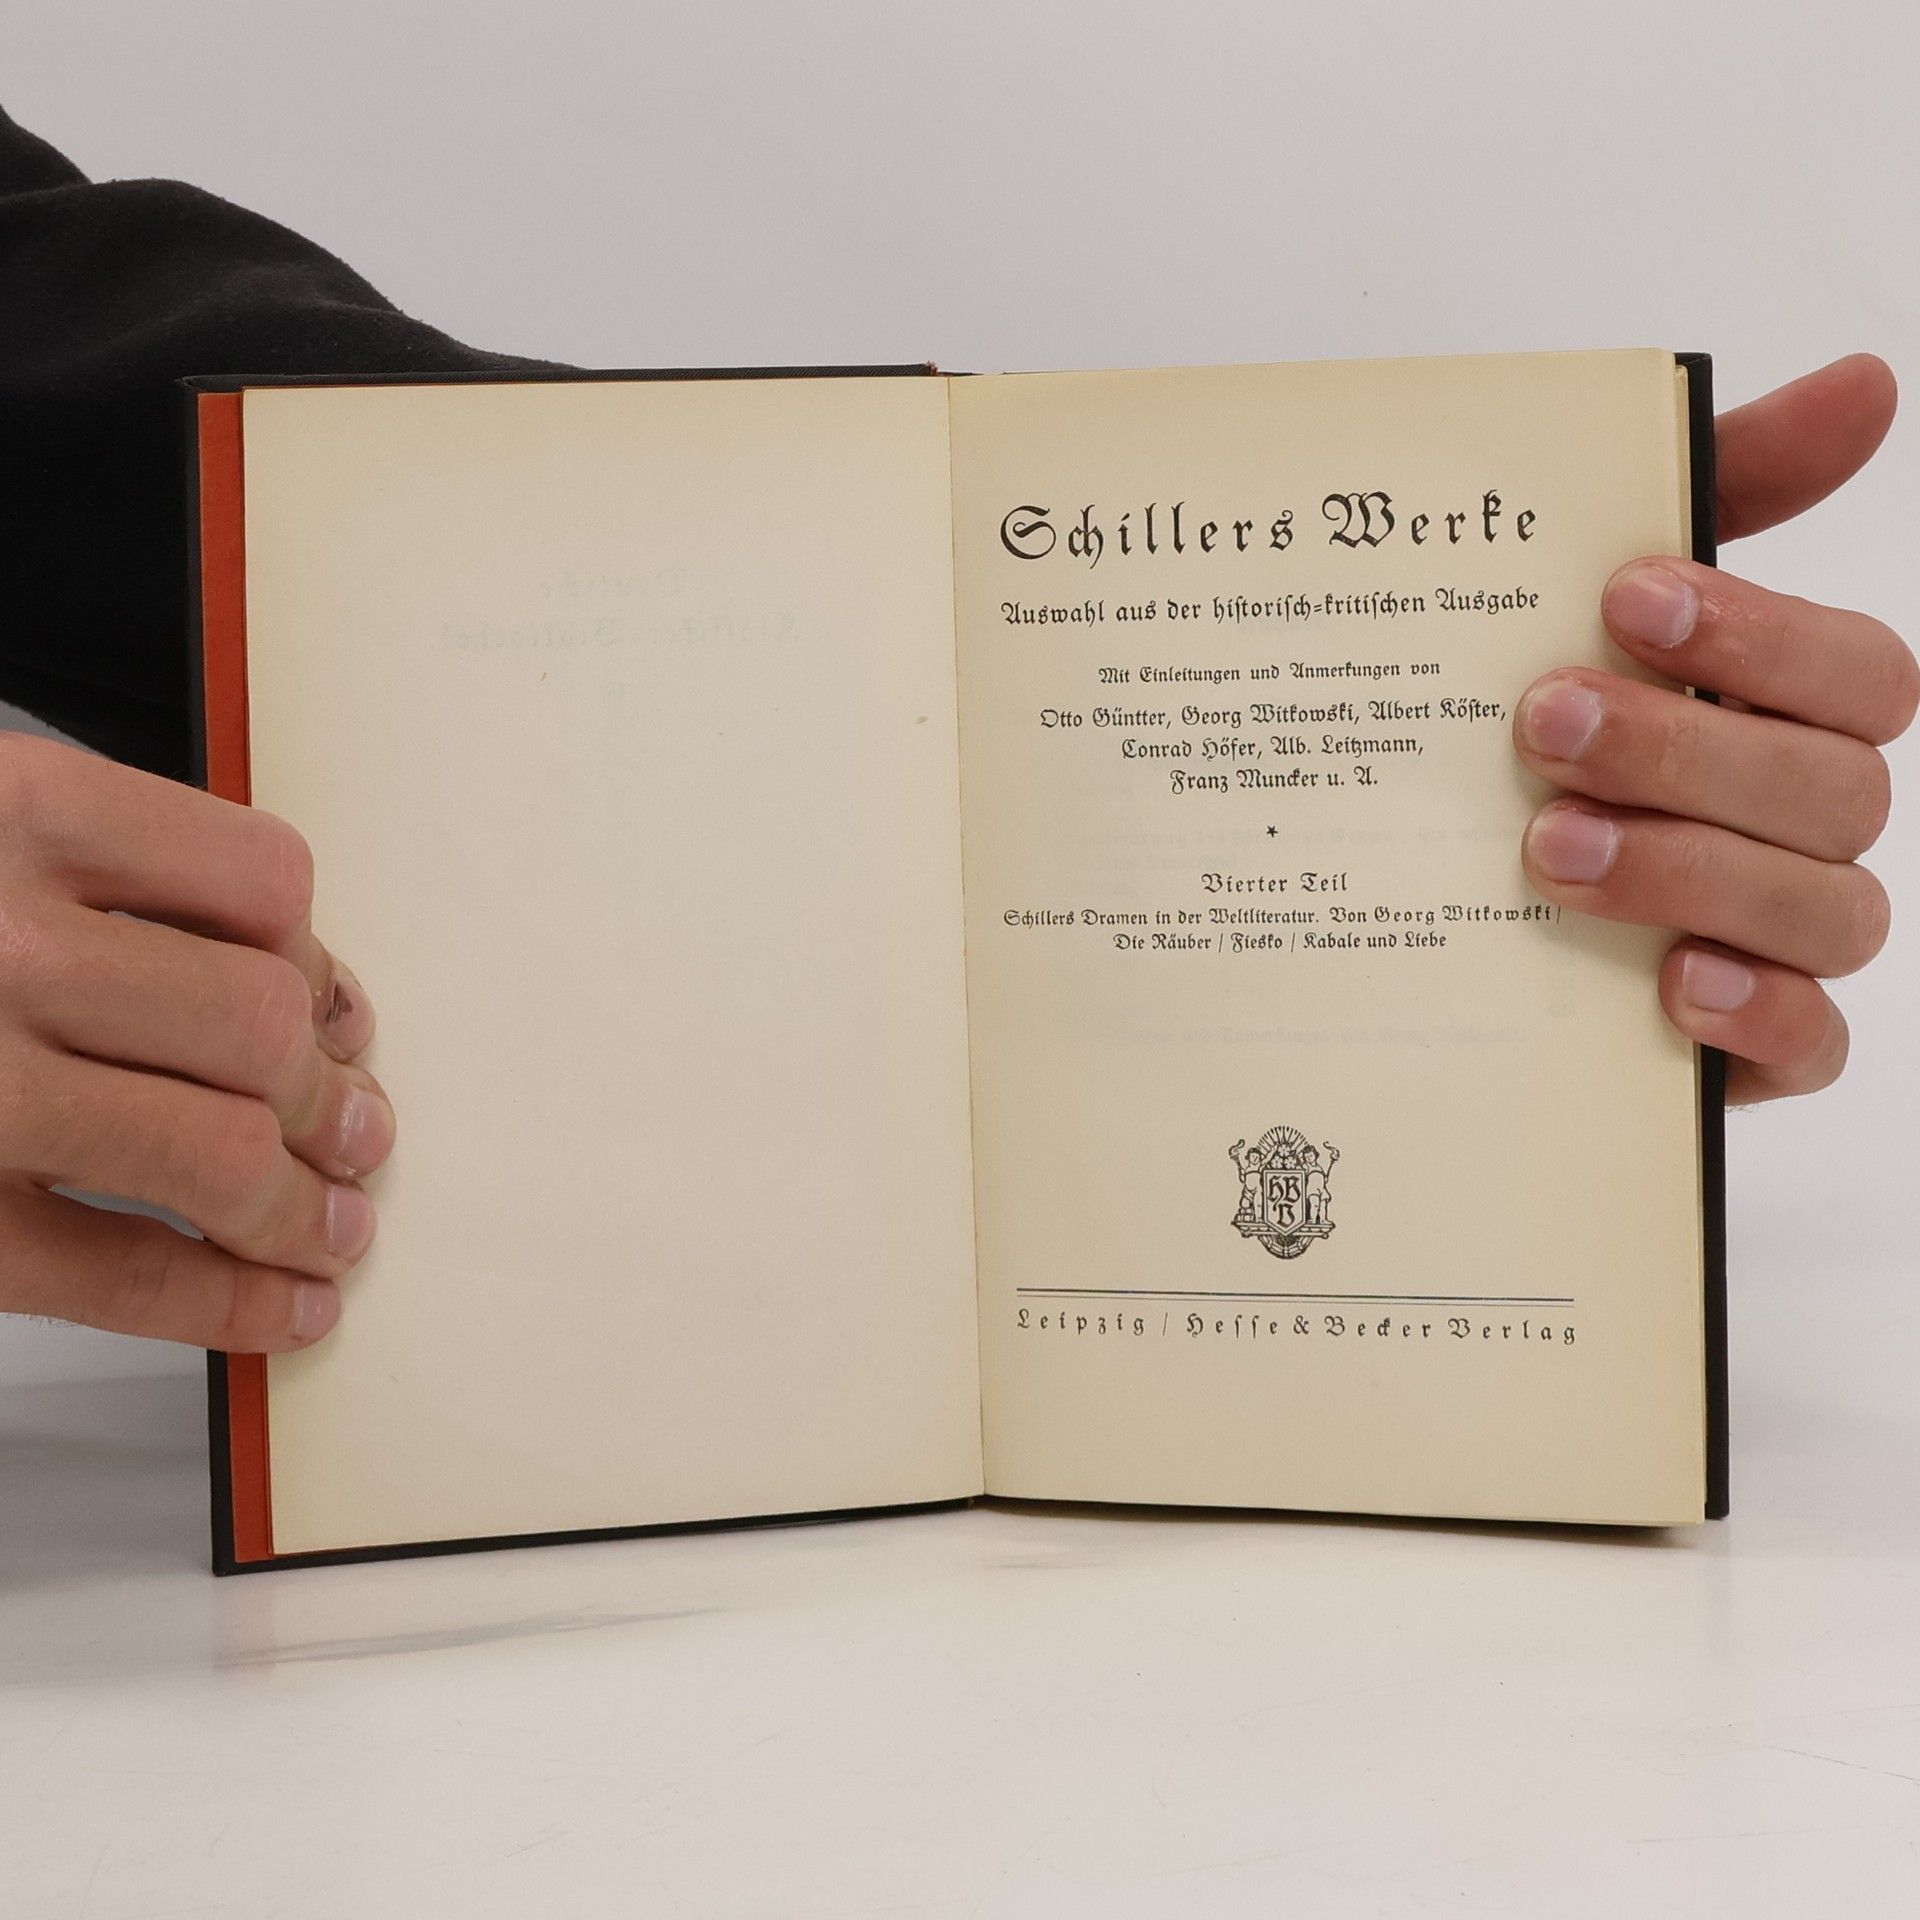 Schillers Werke
Auswahl aus der historisch=kritischen Ausgabe
Mit Einleitungen und Anmerkungen von
Otto Güntter, Georg Witkowski, Albert Köster,
Conrad Höfer, Alb. Leitzmann,
Franz Muncker u. A.
*
Vierter Teil
Schillers Dramen in der Weltliteratur. Von Georg Witkowski /
Die Räuber / Fiesko / Kabale und Liebe
HB
V
Leipzig / Hesse & Becker Verlag